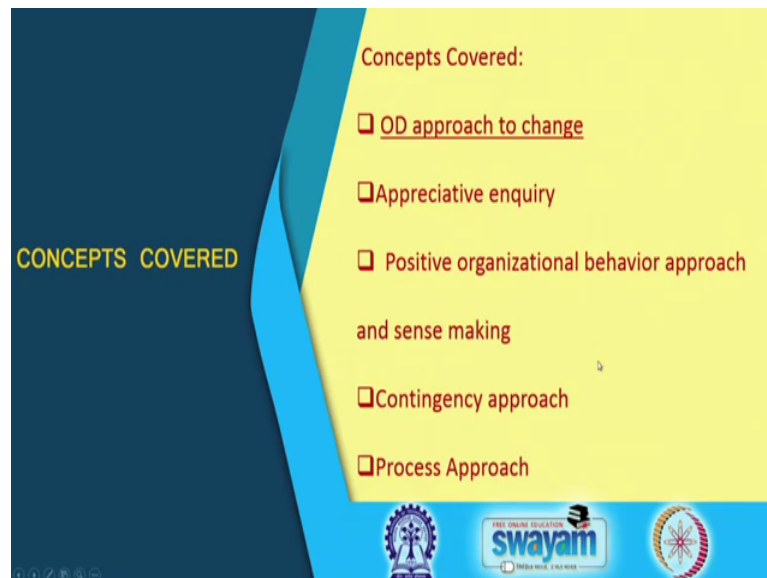 CONCEPTS COVERED
Concepts Covered:
❑ OD approach to change
❑Appreciative enquiry
❑ Positive organizational behavior approach
and sense making
❑Contingency approach
❑Process Approach
FREE ONLINE EDUCATION
swayam